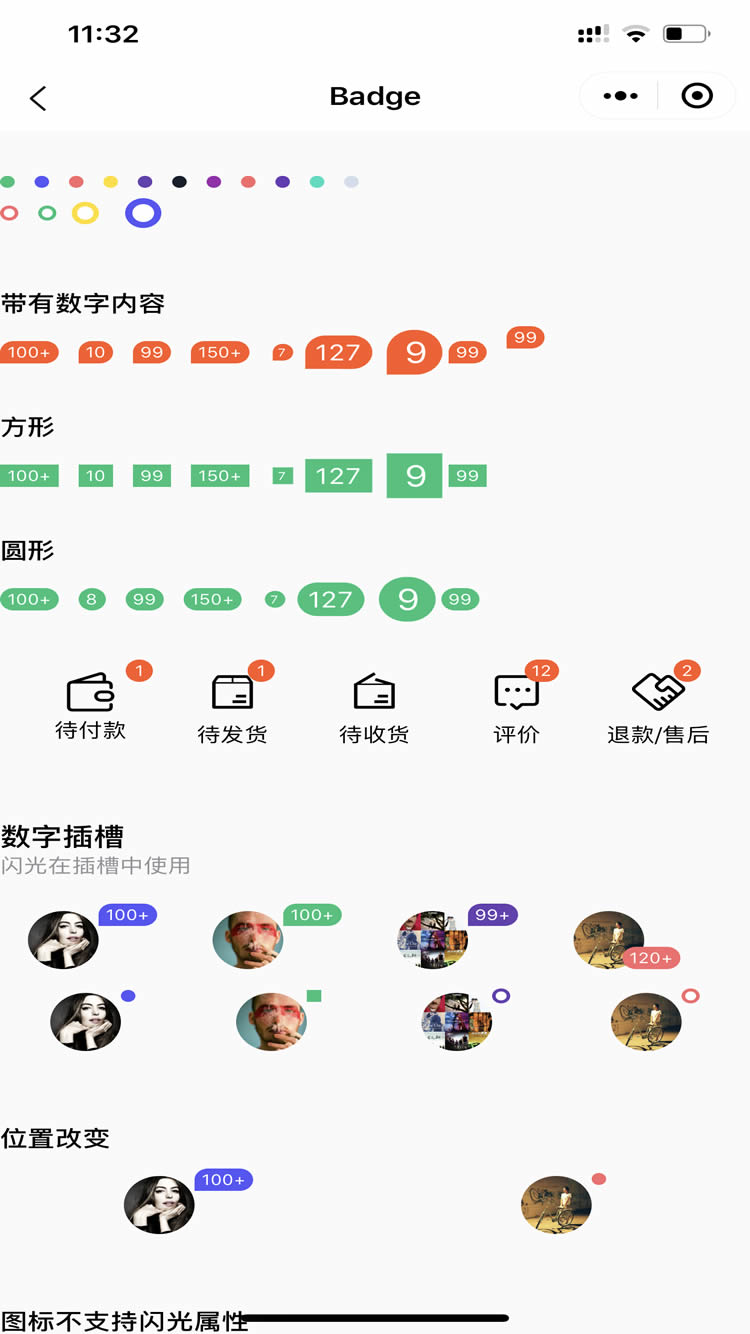 11:32
Badge
带有数字内容
100+ 10 99 150+ 7 127 9 99 99
方形
100+ 10 99 150+ 7 127 9 99
圆形
100+ 8 99 150+ 7 127 9 99
1 1 12 2
待付款 待发货 待收货 评价 退款/售后
数字插槽
闪光在插槽中使用
100+ 100+ 99+ 120+
位置改变
100+
图标不支持闪光属性